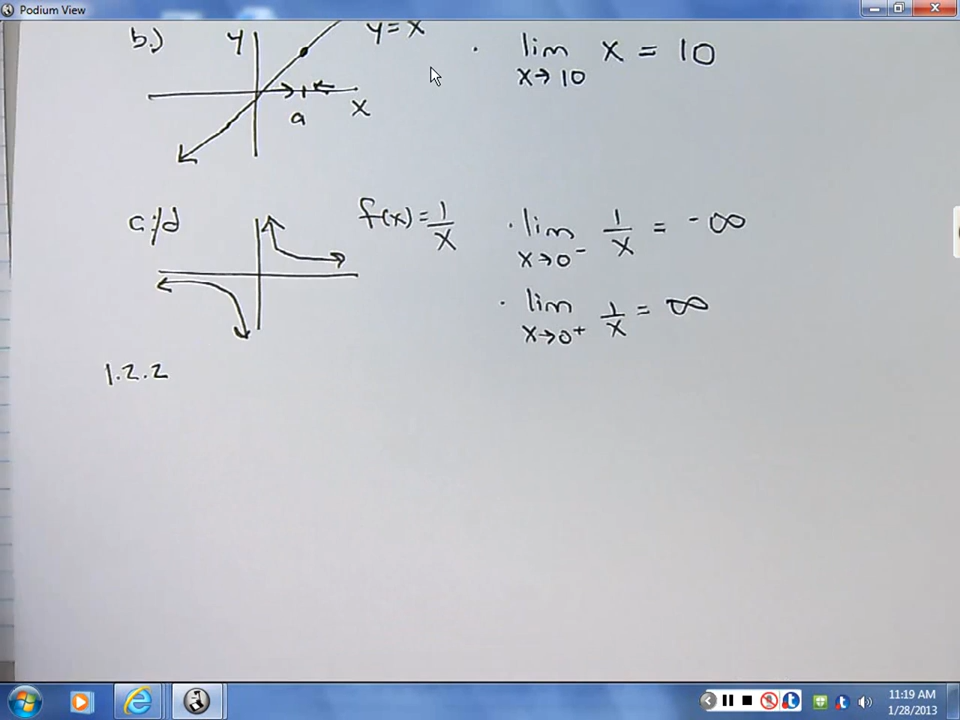 Podium View
b.) y y = x
x
a
· lim x = 10
x→10
c./d f(x) = 1/x
· lim 1/x = -∞
x→0⁻
· lim 1/x = ∞
x→0⁺
1.2.2
11:19 AM
1/28/2013